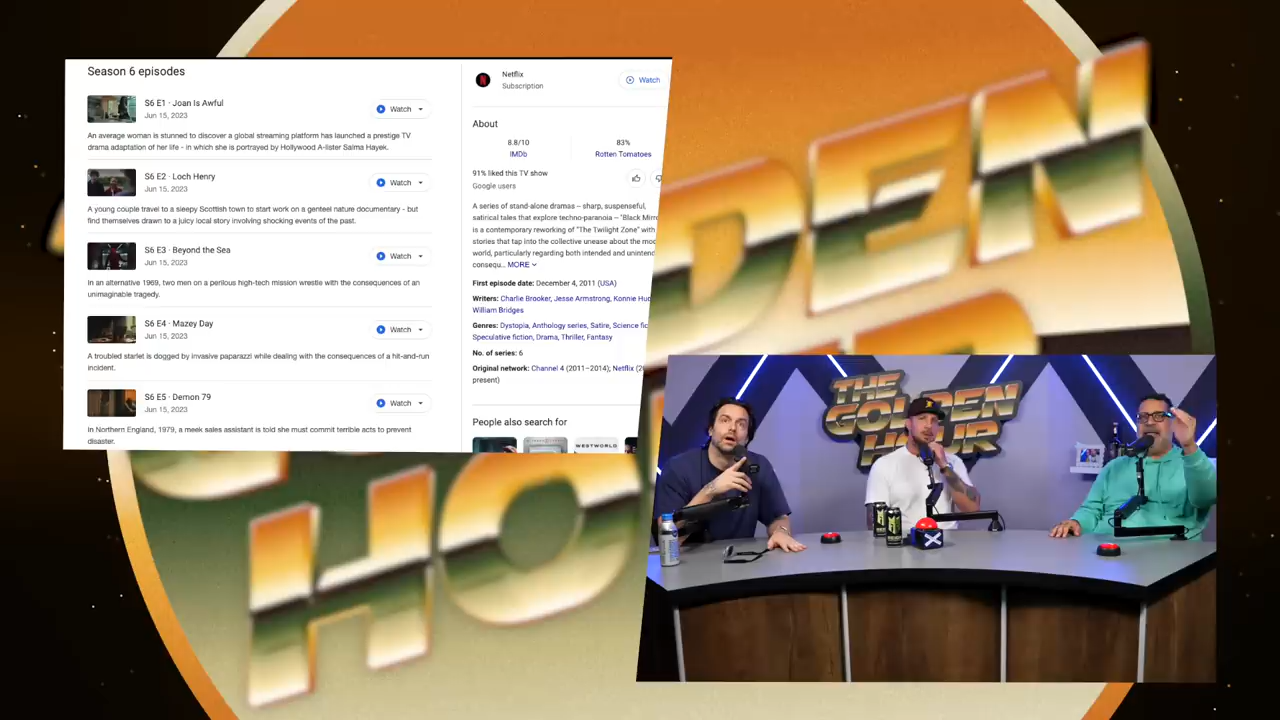 Season 6 episodes
S6 E1 · Joan Is Awful
Jun 15, 2023
Watch
An average woman is stunned to discover a global streaming platform has launched a prestige TV
drama adaptation of her life - in which she is portrayed by Hollywood A-lister Salma Hayek.
S6 E2 · Loch Henry
Jun 15, 2023
Watch
A young couple travel to a sleepy Scottish town to start work on a genteel nature documentary - but
find themselves drawn to a juicy local story involving shocking events of the past.
S6 E3 · Beyond the Sea
Jun 15, 2023
Watch
In an alternative 1969, two men on a perilous high-tech mission wrestle with the consequences of an
unimaginable tragedy.
S6 E4 · Mazey Day
Jun 15, 2023
Watch
A troubled starlet is dogged by invasive paparazzi while dealing with the consequences of a hit-and-run
incident.
S6 E5 · Demon 79
Jun 15, 2023
Watch
In Northern England, 1979, a meek sales assistant is told she must commit terrible acts to prevent
disaster.
N
Netflix
Subscription
Watch
About
8.8/10
IMDb
83%
Rotten Tomatoes
91% liked this TV show
Google users
A series of stand-alone dramas -- sharp, suspenseful,
satirical tales that explore techno-paranoia -- "Black Mirro
is a contemporary reworking of "The Twilight Zone" with
stories that tap into the collective unease about the mod
world, particularly regarding both intended and unintend
consequ... MORE
First episode date: December 4, 2011 (USA)
Writers: Charlie Brooker, Jesse Armstrong, Konnie Huq
William Bridges
Genres: Dystopia, Anthology series, Satire, Science fic
Speculative fiction, Drama, Thriller, Fantasy
No. of series: 6
Original network: Channel 4 (2011–2014); Netflix (20
present)
People also search for
WESTWORLD
DEN
HO
THE
GOLDEN
HOUR